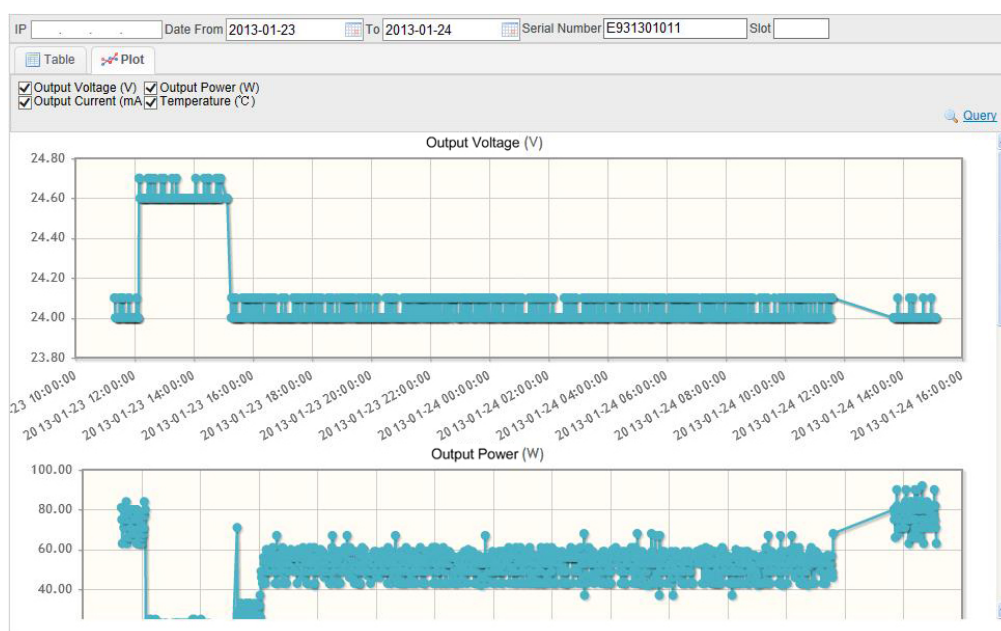 IP . . . Date From 2013-01-23 To 2013-01-24 Serial Number E931301011 Slot
Table Plot
Output Voltage (V) Output Power (W)
Output Current (mA Temperature (℃)
Query
Output Voltage (V)
24.80
24.60
24.40
24.20
24.00
23.80
23 10:00:00 2013-01-23 12:00:00 2013-01-23 14:00:00 2013-01-23 16:00:00 2013-01-23 18:00:00 2013-01-23 20:00:00 2013-01-23 22:00:00 2013-01-24 00:00:00 2013-01-24 02:00:00 2013-01-24 04:00:00 2013-01-24 06:00:00 2013-01-24 08:00:00 2013-01-24 10:00:00 2013-01-24 12:00:00 2013-01-24 14:00:00 2013-01-24 16:00:00
Output Power (W)
100.00
80.00
60.00
40.00